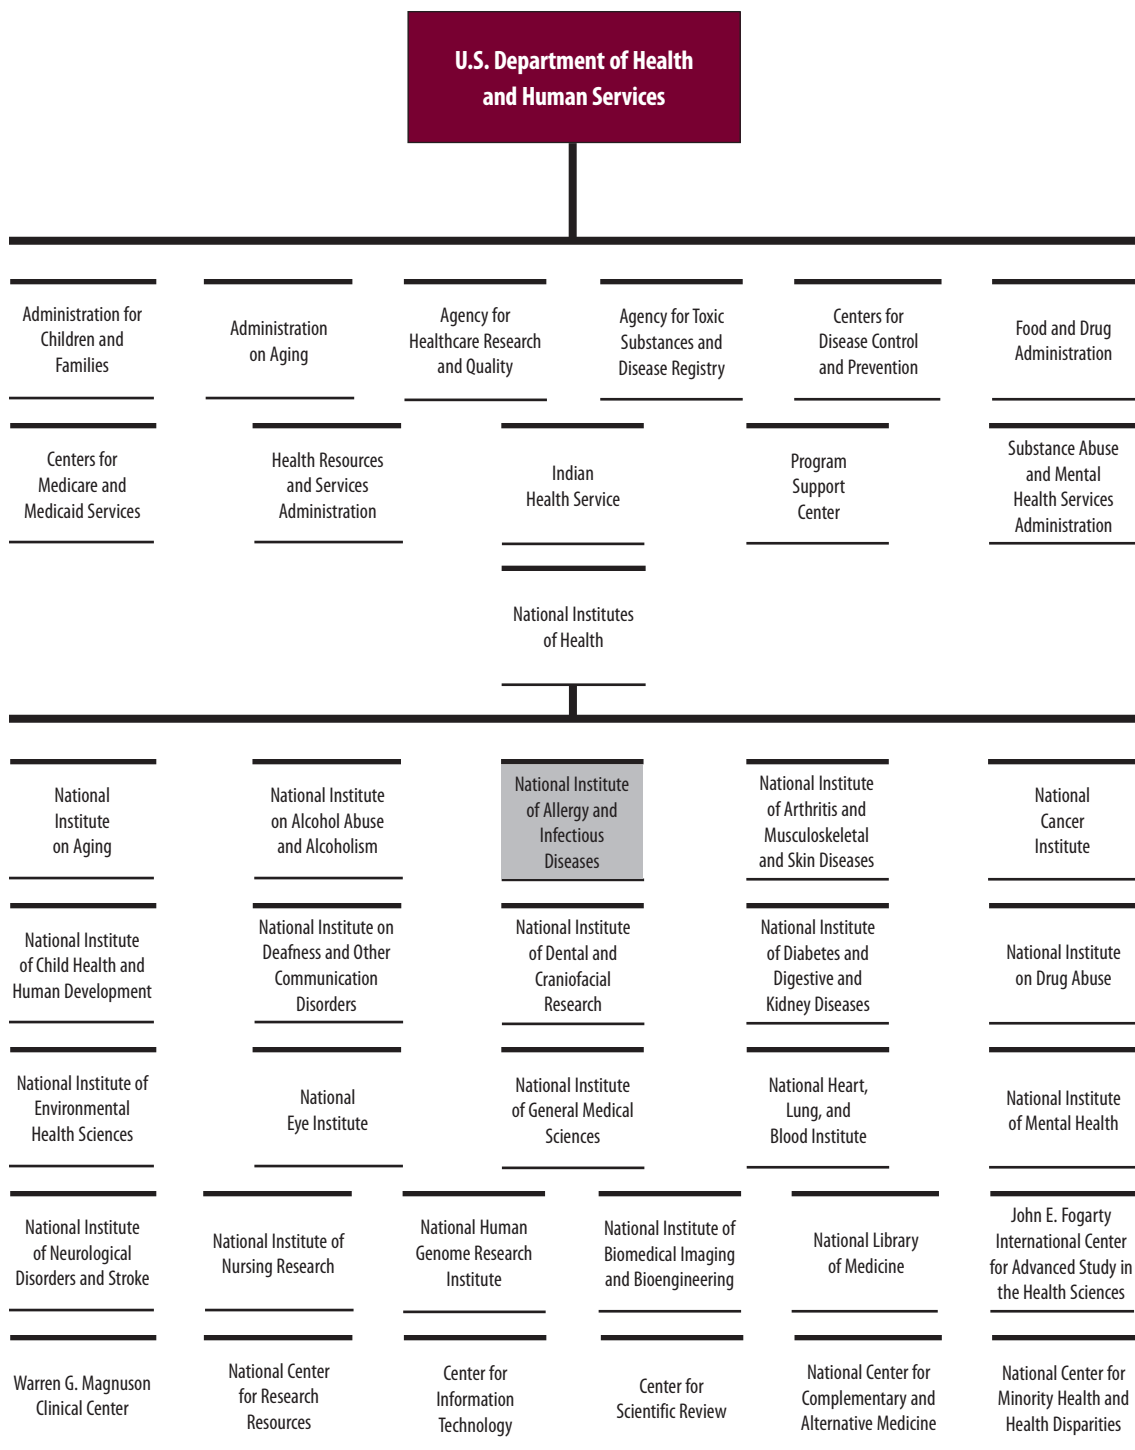 U.S. Department of Health
and Human Services
Administration for
Children and
Families
Administration
on Aging
Agency for
Healthcare Research
and Quality
Agency for Toxic
Substances and
Disease Registry
Centers for
Disease Control
and Prevention
Food and Drug
Administration
Centers for
Medicare and
Medicaid Services
Health Resources
and Services
Administration
Indian
Health Service
Program
Support
Center
Substance Abuse
and Mental
Health Services
Administration
National Institutes
of Health
National
Institute
on Aging
National Institute
on Alcohol Abuse
and Alcoholism
National Institute
of Allergy and
Infectious
Diseases
National Institute
of Arthritis and
Musculoskeletal
and Skin Diseases
National
Cancer
Institute
National Institute
of Child Health and
Human Development
National Institute on
Deafness and Other
Communication
Disorders
National Institute
of Dental and
Craniofacial
Research
National Institute
of Diabetes and
Digestive and
Kidney Diseases
National Institute
on Drug Abuse
National Institute of
Environmental
Health Sciences
National
Eye Institute
National Institute
of General Medical
Sciences
National Heart,
Lung, and
Blood Institute
National Institute
of Mental Health
National Institute
of Neurological
Disorders and Stroke
National Institute of
Nursing Research
National Human
Genome Research
Institute
National Institute of
Biomedical Imaging
and Bioengineering
National Library
of Medicine
John E. Fogarty
International Center
for Advanced Study in
the Health Sciences
Warren G. Magnuson
Clinical Center
National Center
for Research
Resources
Center for
Information
Technology
Center for
Scientific Review
National Center for
Complementary and
Alternative Medicine
National Center for
Minority Health and
Health Disparities